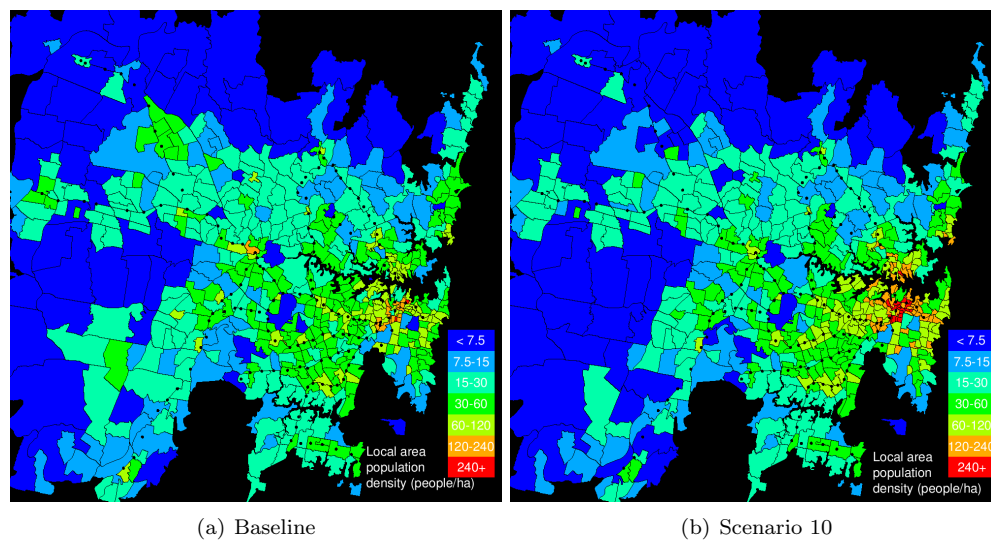 < 7.5
7.5-15
15-30
30-60
60-120
120-240
240+
Local area
population
density (people/ha)
< 7.5
7.5-15
15-30
30-60
60-120
120-240
240+
Local area
population
density (people/ha)
(a) Baseline
(b) Scenario 10